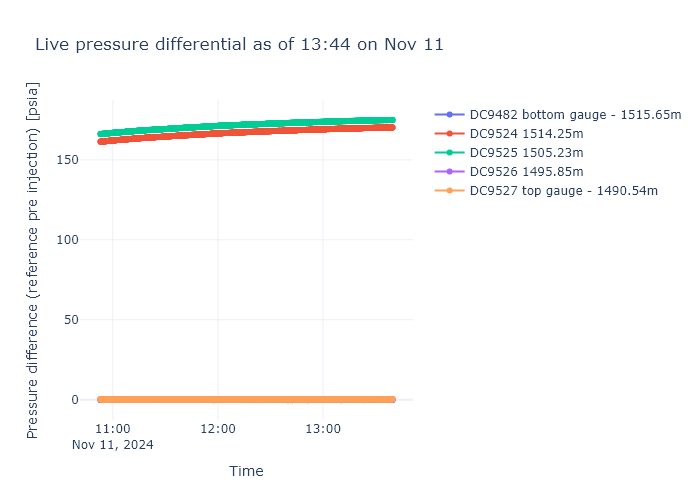 Live pressure differential as of 13:44 on Nov 11
Pressure difference (reference pre injection) [psia]
150
100
50
0
11:00
Nov 11, 2024
12:00
13:00
Time
DC9482 bottom gauge - 1515.65m
DC9524 1514.25m
DC9525 1505.23m
DC9526 1495.85m
DC9527 top gauge - 1490.54m